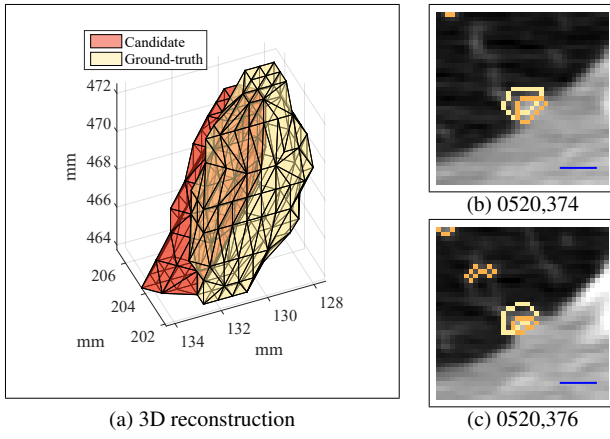 Candidate
Ground-truth
472
470
468
466
464
mm
206
204
202
mm
134
132
130
128
mm
(a) 3D reconstruction
(b) 0520,374
(c) 0520,376